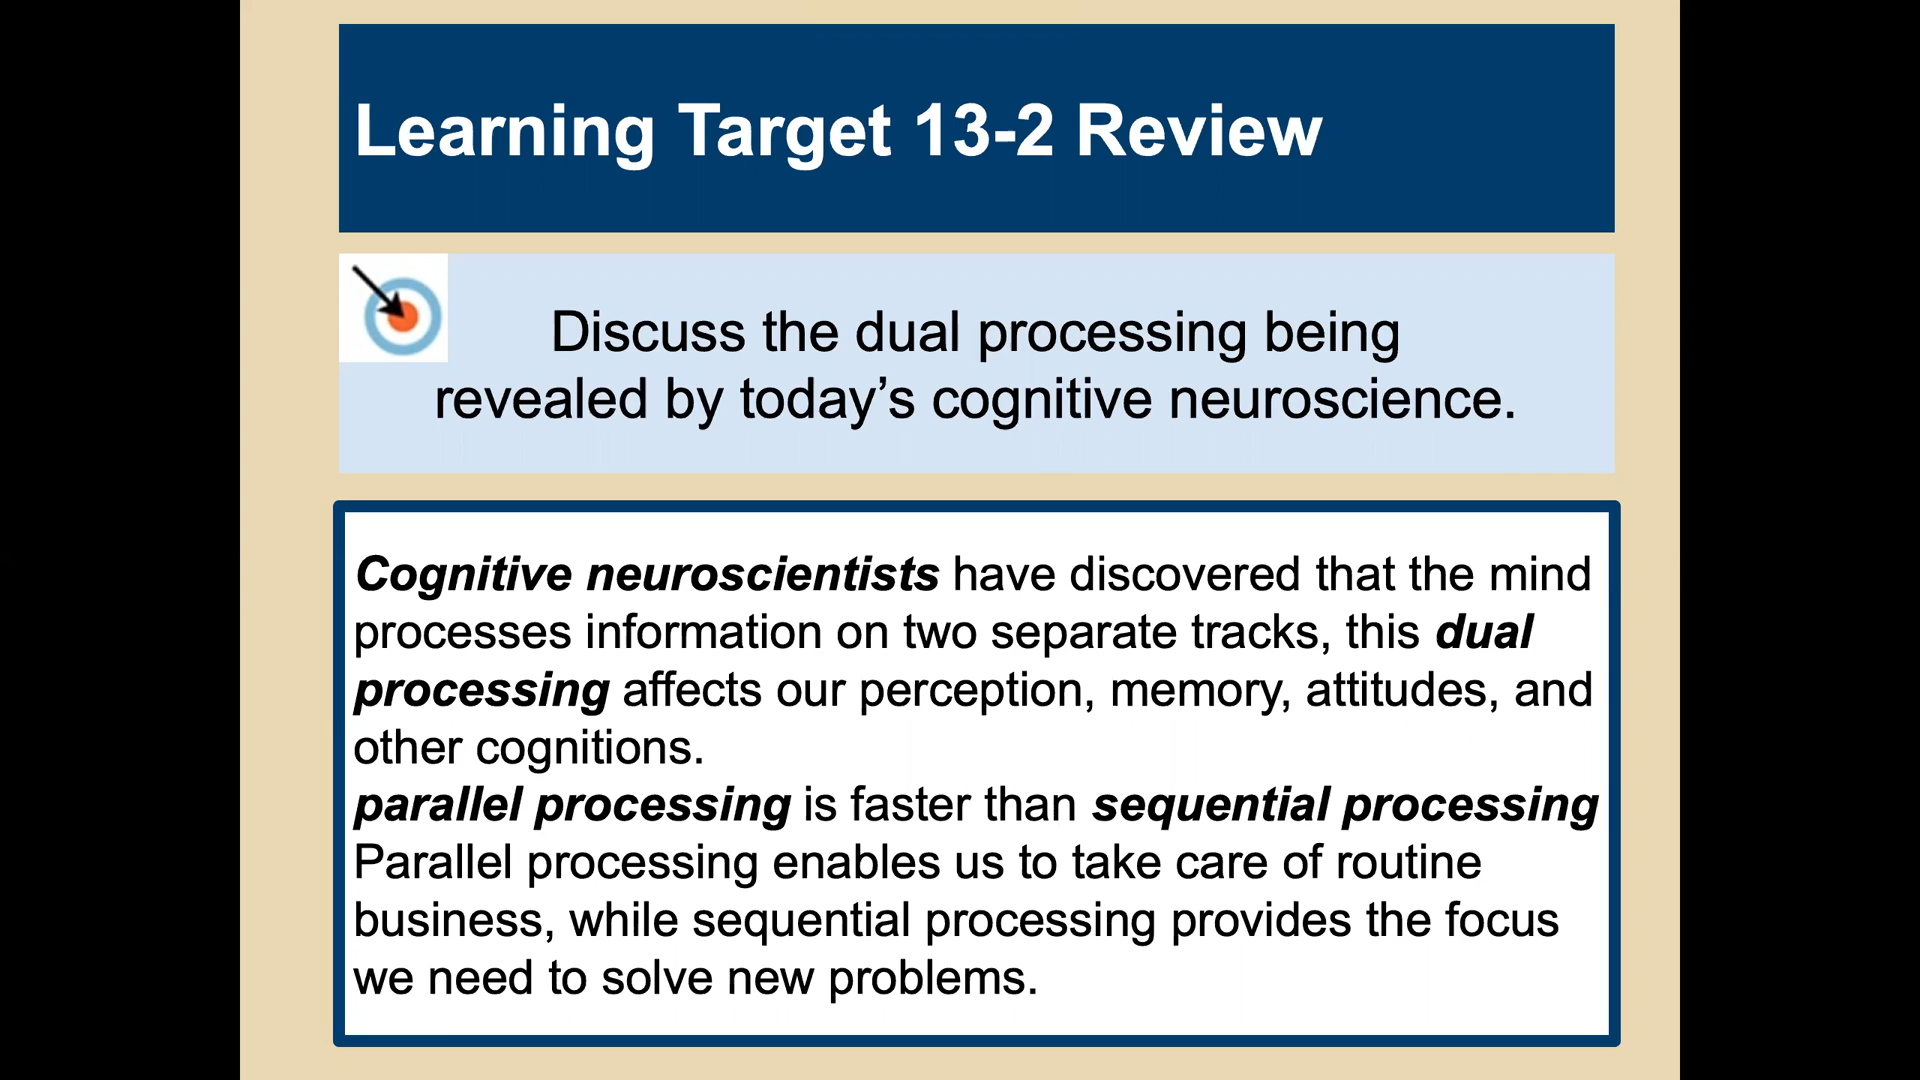 Learning Target 13-2 Review
Discuss the dual processing being
revealed by today’s cognitive neuroscience.
Cognitive neuroscientists have discovered that the mind
processes information on two separate tracks, this dual
processing affects our perception, memory, attitudes, and
other cognitions.
parallel processing is faster than sequential processing
Parallel processing enables us to take care of routine
business, while sequential processing provides the focus
we need to solve new problems.